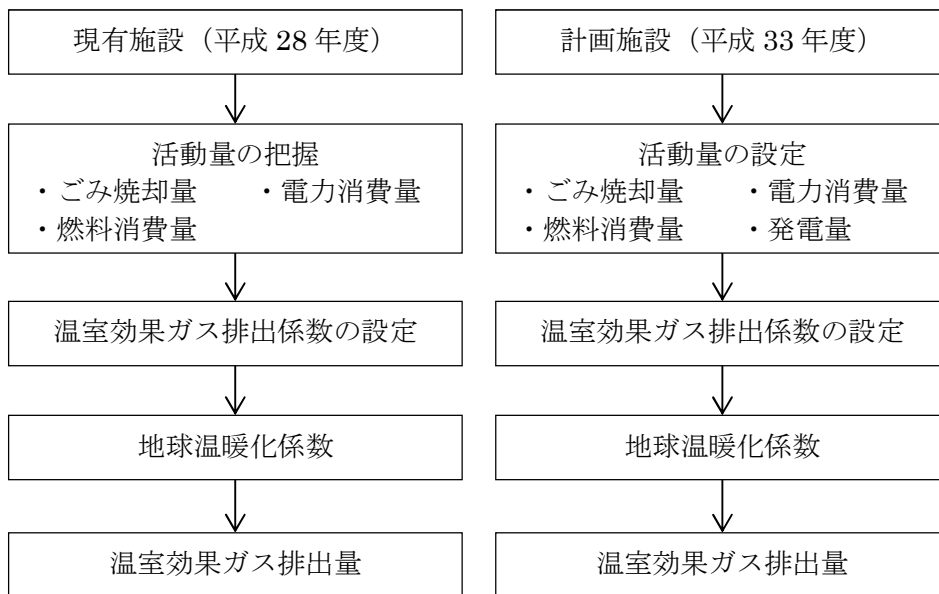 現有施設（平成 28 年度）
活動量の把握
・ごみ焼却量　　・電力消費量
・燃料消費量
温室効果ガス排出係数の設定
地球温暖化係数
温室効果ガス排出量
計画施設（平成 33 年度）
活動量の設定
・ごみ焼却量　　・電力消費量
・燃料消費量　　・発電量
温室効果ガス排出係数の設定
地球温暖化係数
温室効果ガス排出量